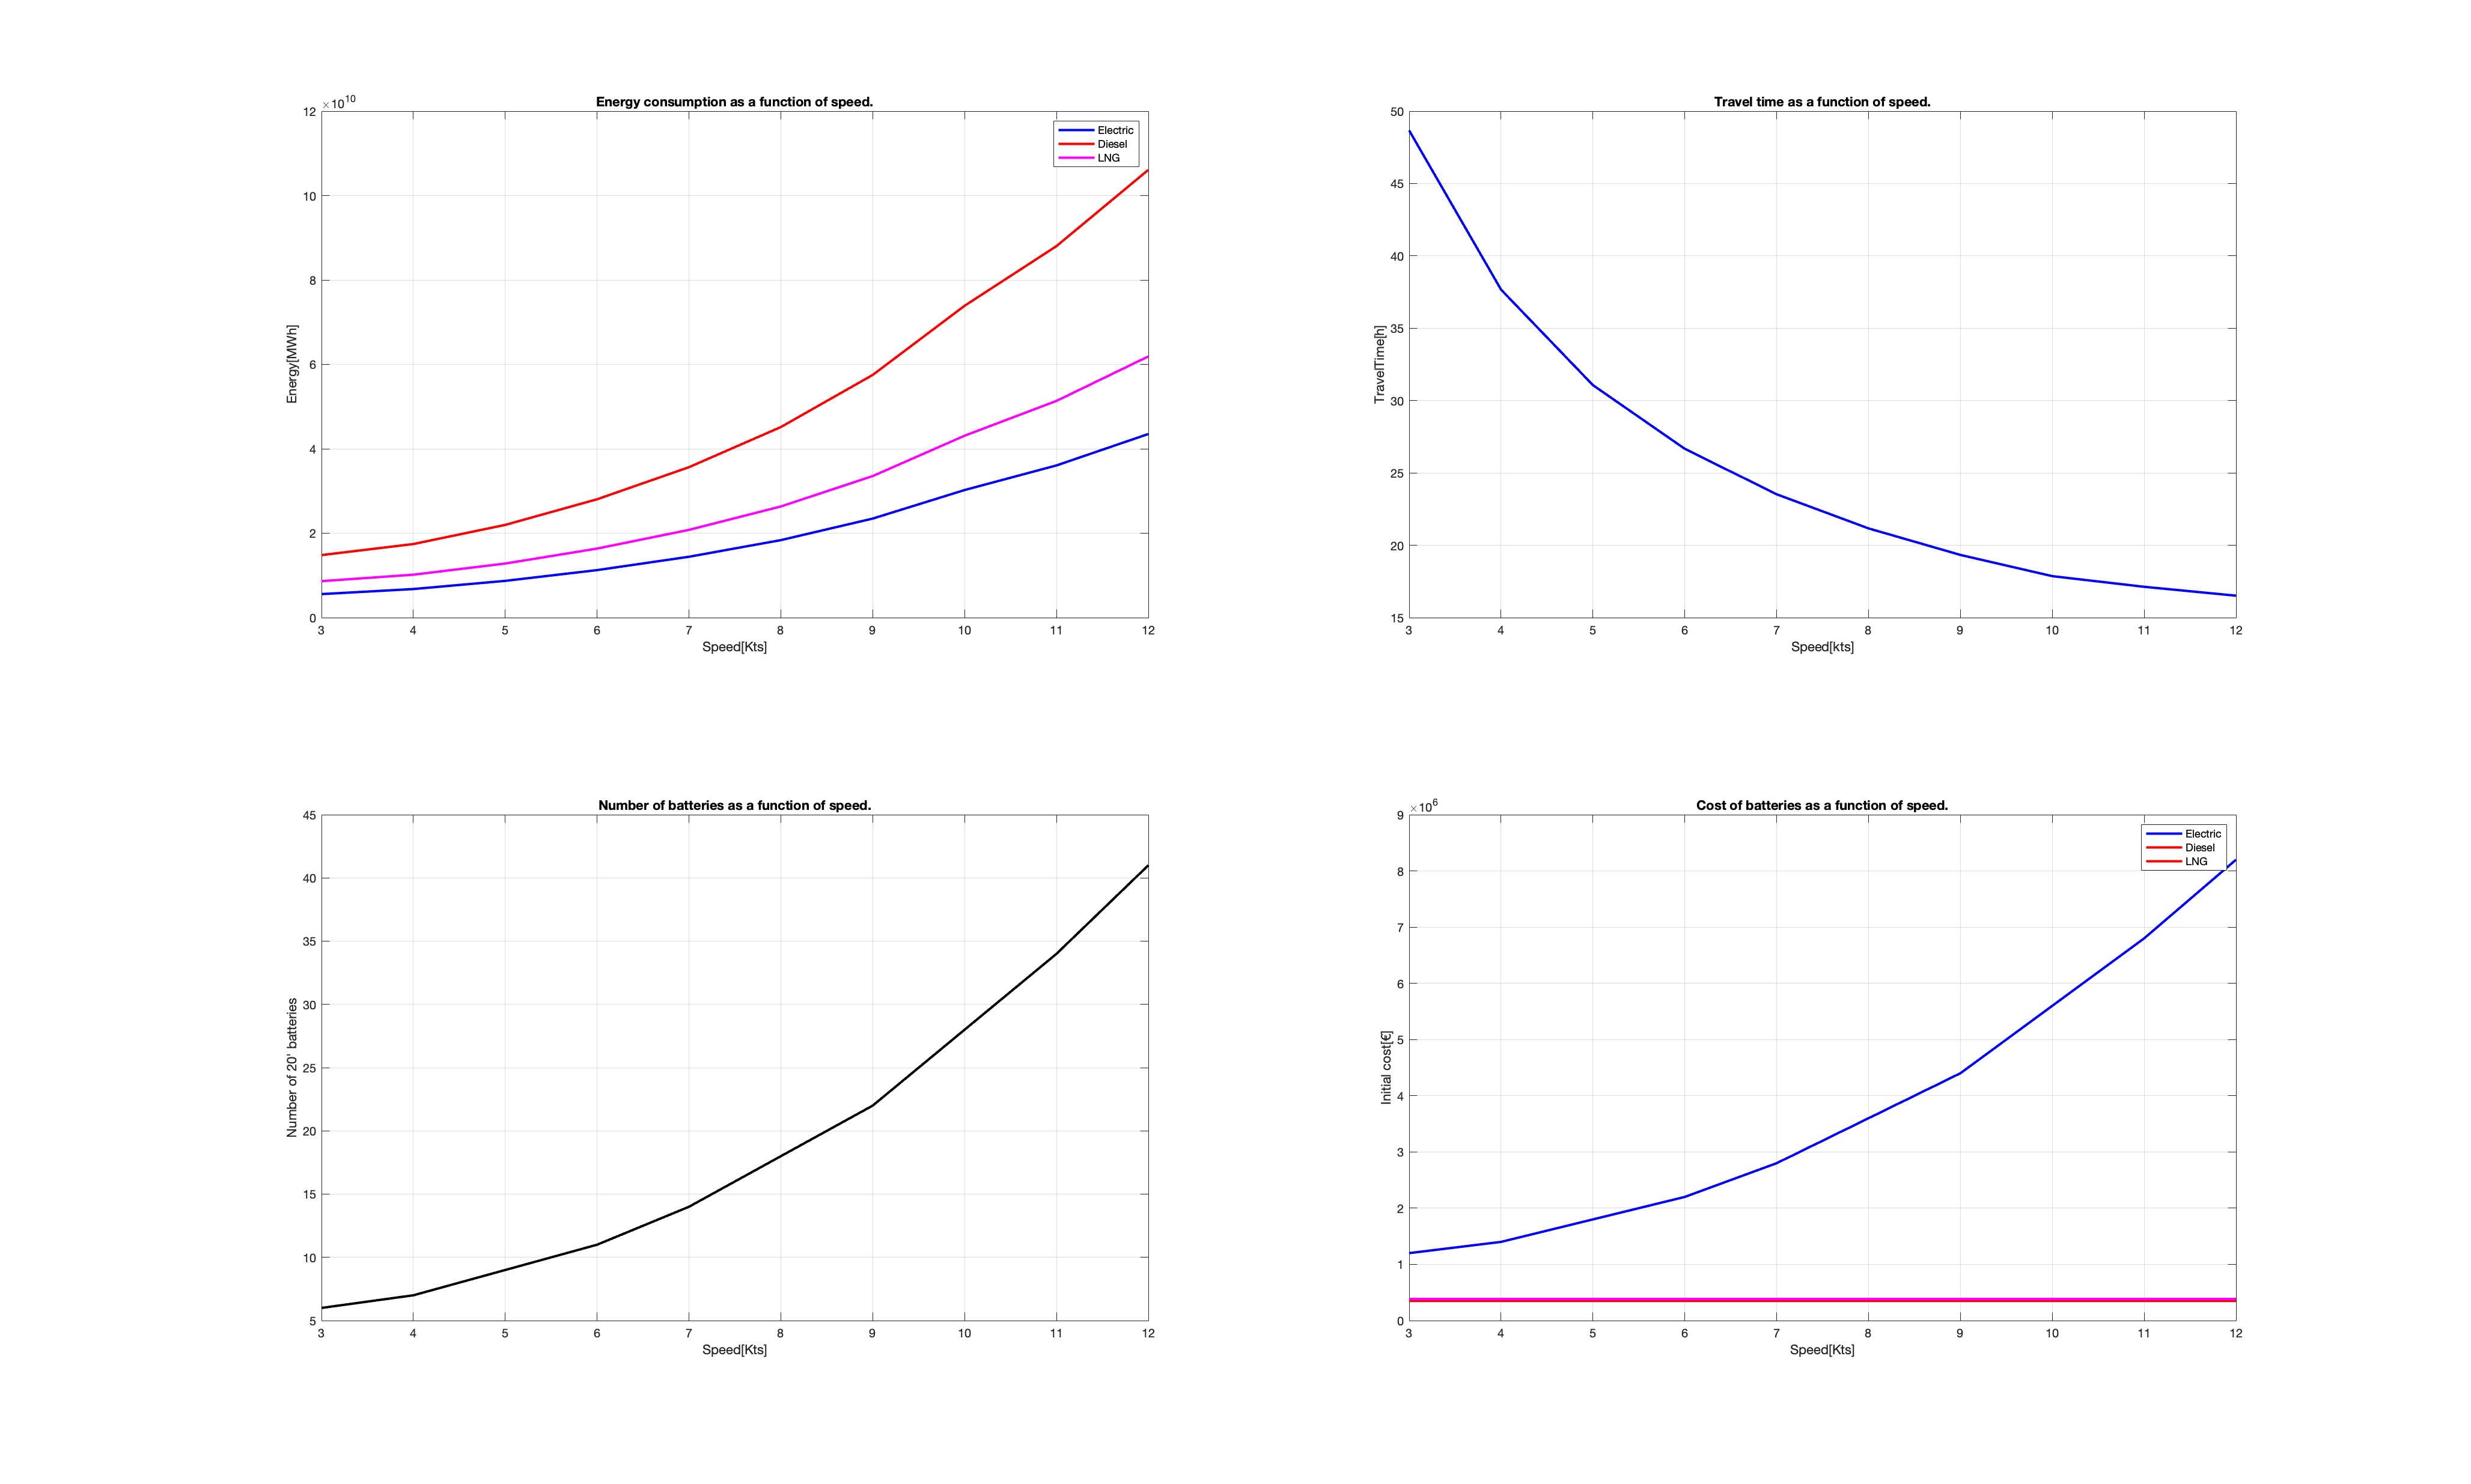 Energy consumption as a function of speed.
×10^10
12
10
8
6
4
2
0
Energy[MWh]
Electric
Diesel
LNG
3 4 5 6 7 8 9 10 11 12
Speed[Kts]
Travel time as a function of speed.
50
45
40
35
30
25
20
15
TravelTime[h]
3 4 5 6 7 8 9 10 11 12
Speed[kts]
Number of batteries as a function of speed.
45
40
35
30
25
20
15
10
5
Number of 20' batteries
3 4 5 6 7 8 9 10 11 12
Speed[Kts]
Cost of batteries as a function of speed.
×10^6
9
8
7
6
5
4
3
2
1
0
Initial cost[€]
Electric
Diesel
LNG
3 4 5 6 7 8 9 10 11 12
Speed[Kts]